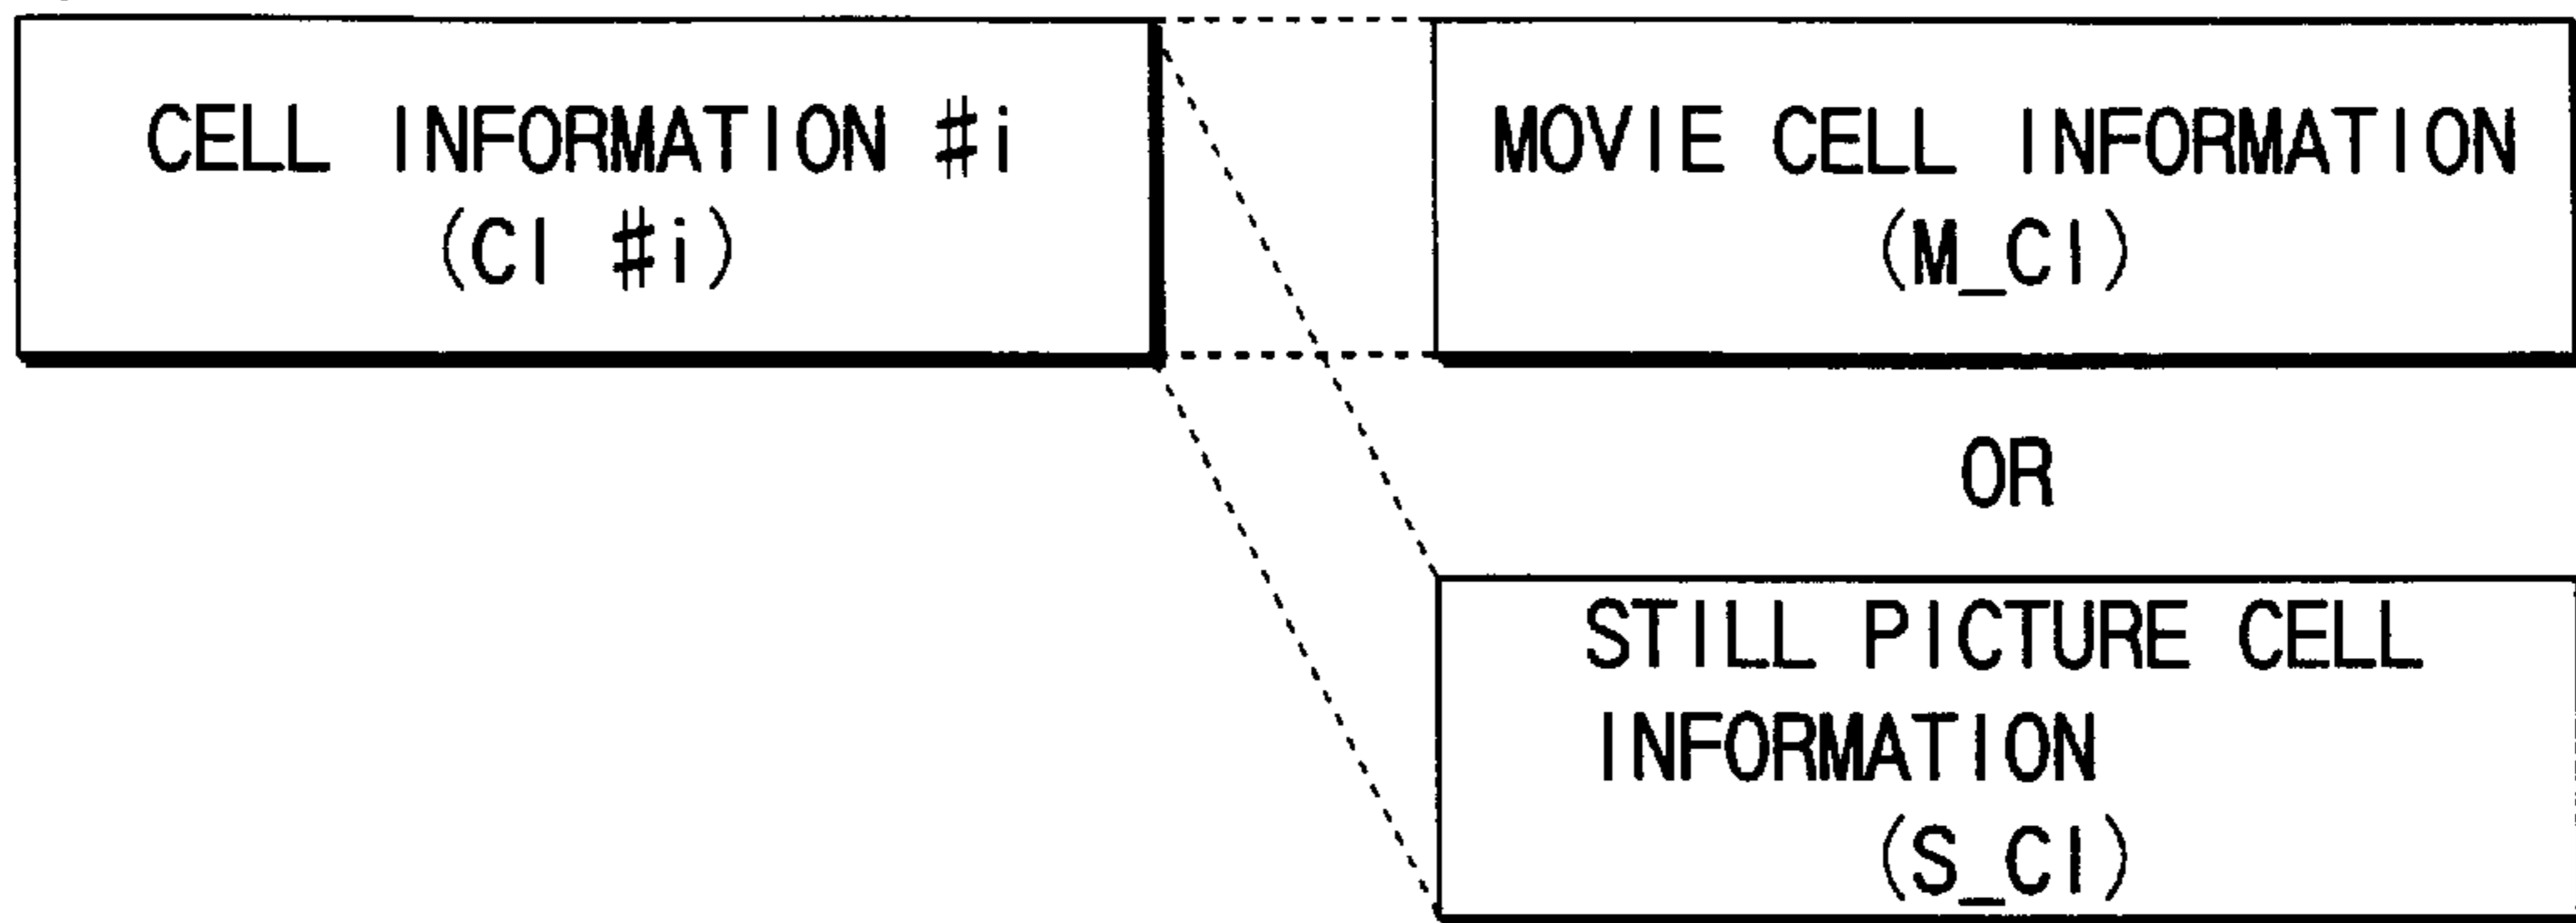 CELL INFORMATION #i
(CI #i)
MOVIE CELL INFORMATION
(M_CI)
OR
STILL PICTURE CELL
INFORMATION
(S_CI)